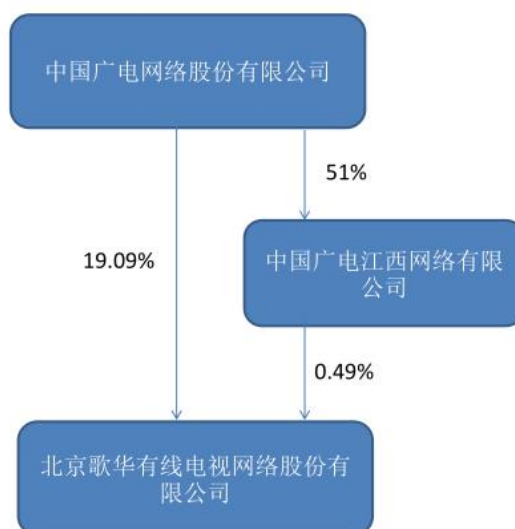 中国广电网络股份有限公司
51%
19.09%
中国广电江西网络有限
公司
0.49%
北京歌华有线电视网络股份有
限公司